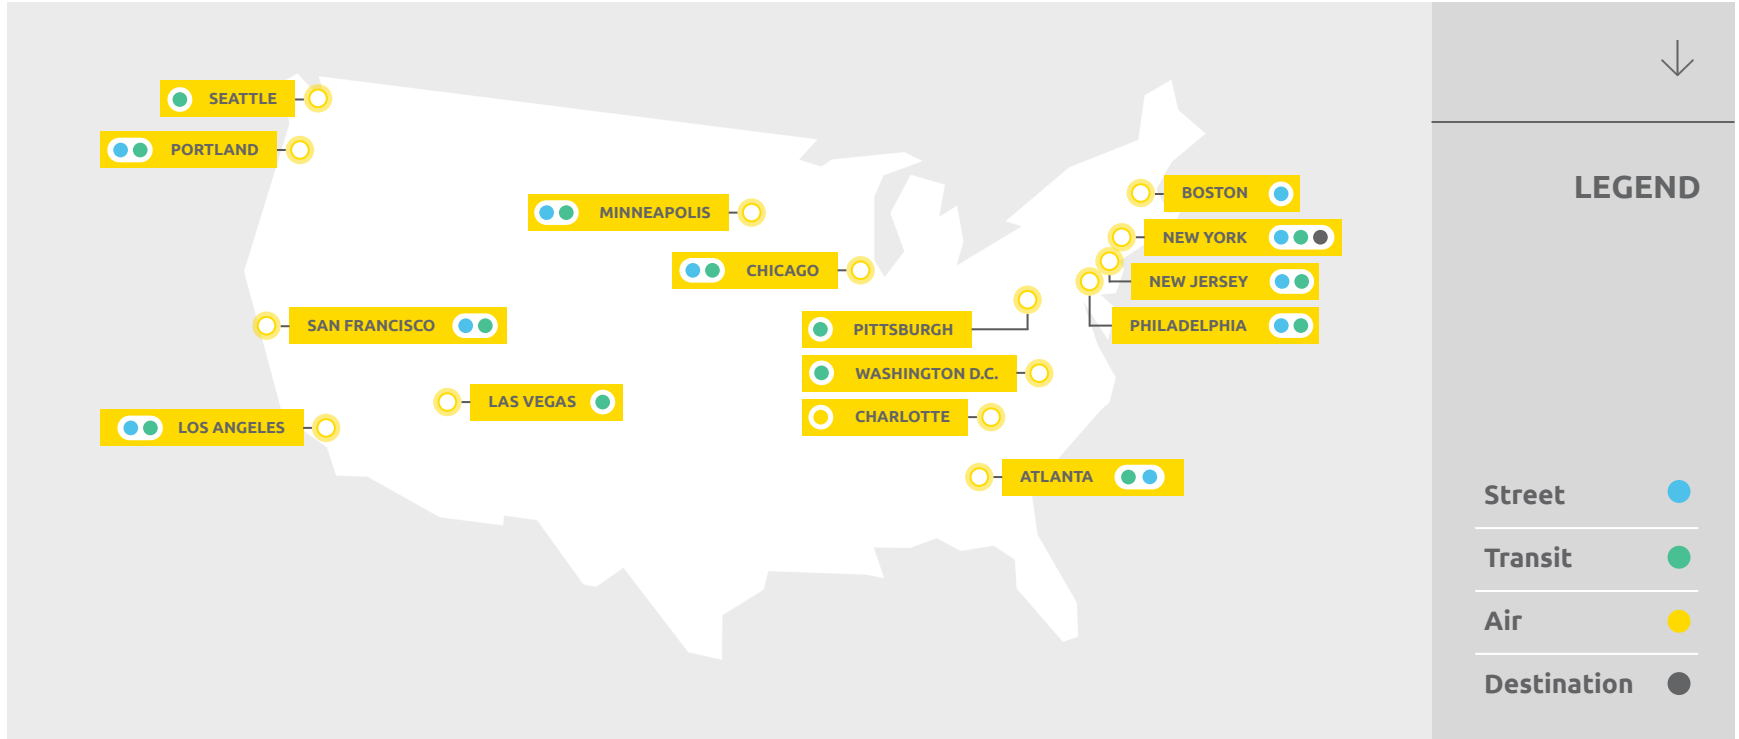 SEATTLE
PORTLAND
MINNEAPOLIS
CHICAGO
SAN FRANCISCO
LAS VEGAS
LOS ANGELES
BOSTON
NEW YORK
NEW JERSEY
PHILADELPHIA
PITTSBURGH
WASHINGTON D.C.
CHARLOTTE
ATLANTA
LEGEND
Street
Transit
Air
Destination